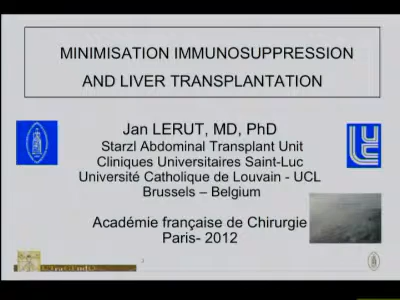 MINIMISATION IMMUNOSUPPRESSION
AND LIVER TRANSPLANTATION
Jan LERUT, MD, PhD
Starzl Abdominal Transplant Unit
Cliniques Universitaires Saint-Luc
Université Catholique de Louvain - UCL
Brussels – Belgium
Académie française de Chirurgie
Paris- 2012